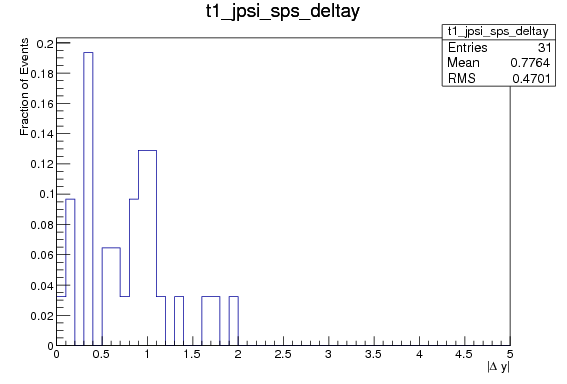 t1_jpsi_sps_deltay
t1_jpsi_sps_deltay
Entries 31
Mean 0.7764
RMS 0.4701
Fraction of Events
0.2
0.18
0.16
0.14
0.12
0.1
0.08
0.06
0.04
0.02
0
0 0.5 1 1.5 2 2.5 3 3.5 4 4.5 5
|Δ y|